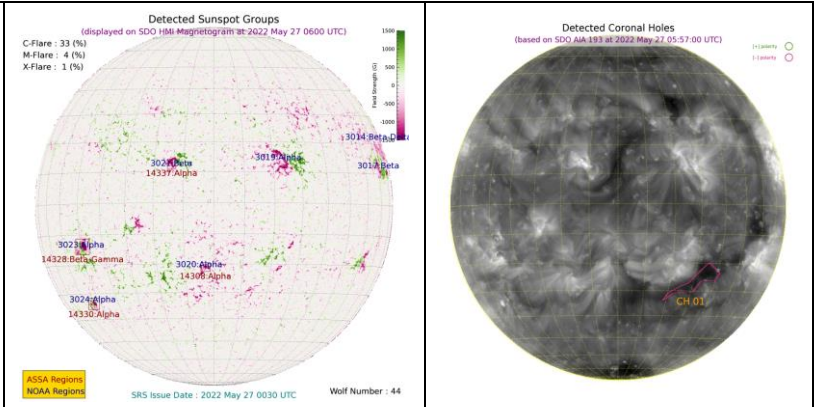 Detected Sunspot Groups
(displayed on SDO HMI Magnetogram at 2022 May 27 0600 UTC)
C-Flare : 33 (%)
M-Flare : 4 (%)
X-Flare : 1 (%)
1500
1000
500
0
-500
-1000
Field Strength (G)
3014:Beta-Delta
3017:Beta
3019:Alpha
3021:Beta
14337:Alpha
3023:Alpha
14328:Beta-Gamma
3020:Alpha
14308:Alpha
3024:Alpha
14330:Alpha
ASSA Regions
NOAA Regions
SRS Issue Date : 2022 May 27 0030 UTC
Wolf Number : 44
Detected Coronal Holes
(based on SDO AIA 193 at 2022 May 27 05:57:00 UTC)
[+] polarity
[-] polarity
CH 01